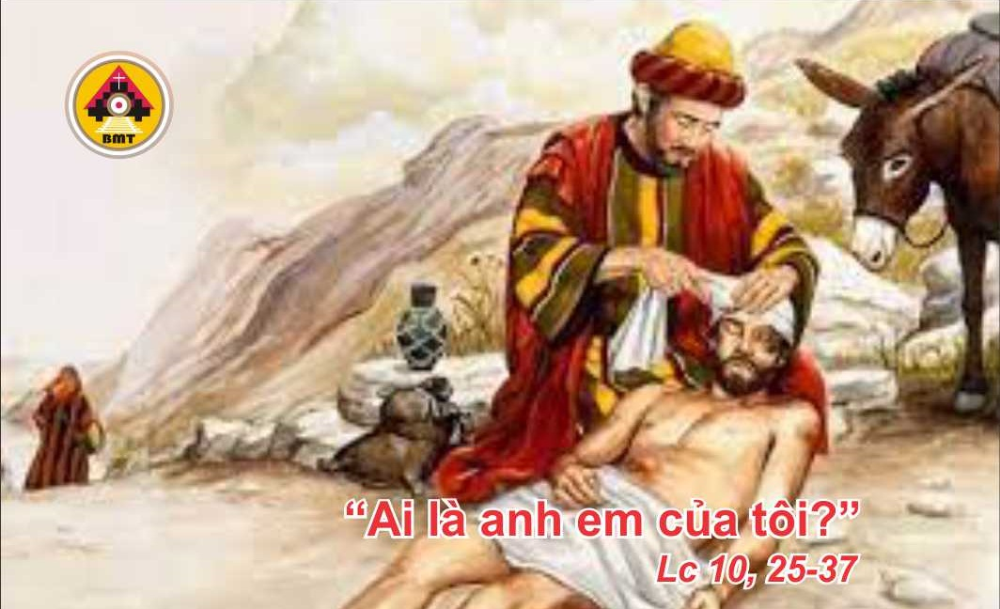 BMT
“Ai là anh em của tôi?”
Lc 10, 25-37